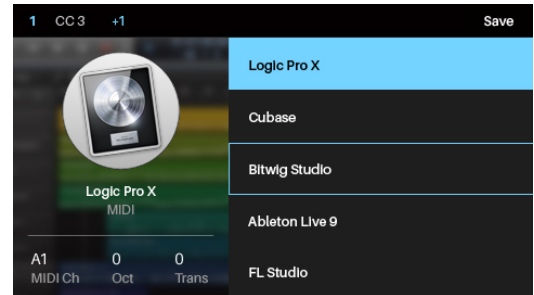 1 CC 3 +1 Save
Logic Pro X
MIDI
A1 0 0
MIDI Ch Oct Trans
Logic Pro X
Cubase
Bitwig Studio
Ableton Live 9
FL Studio